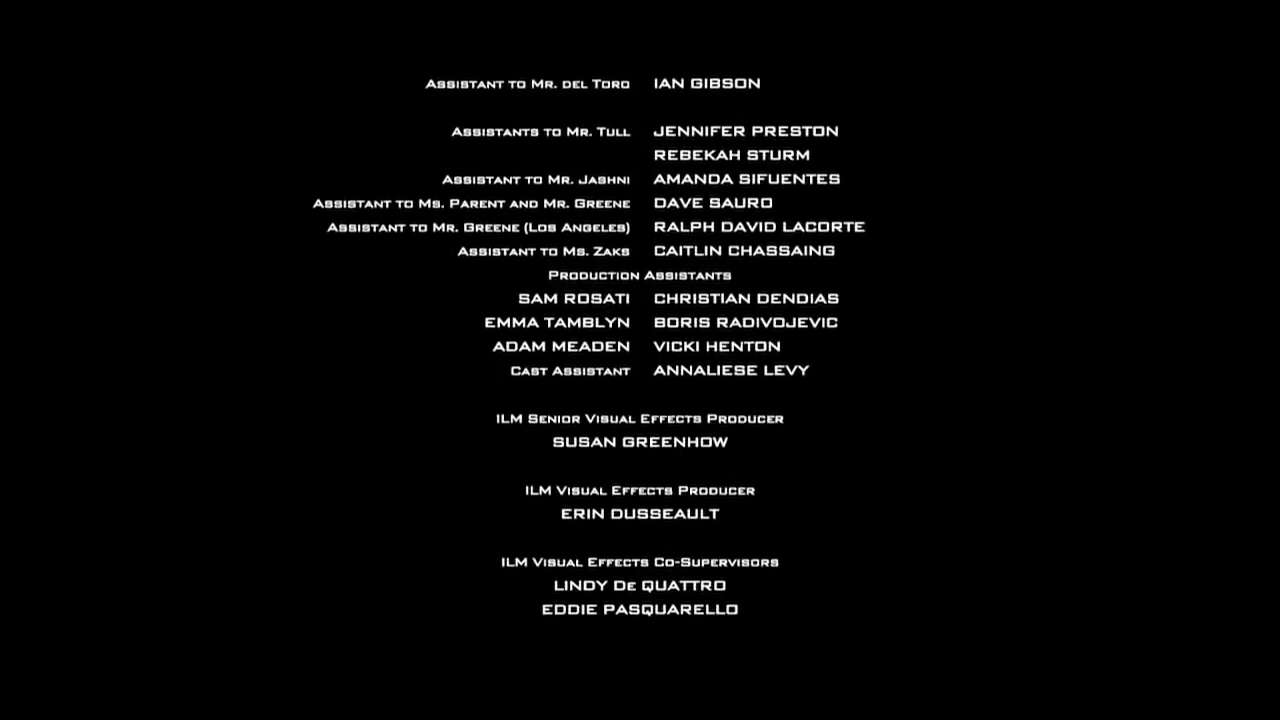 Assistant to Mr. del Toro IAN GIBSON
Assistants to Mr. Tull JENNIFER PRESTON
REBEKAH STURM
Assistant to Mr. Jashni AMANDA SIFUENTES
Assistant to Ms. Parent and Mr. Greene DAVE SAURO
Assistant to Mr. Greene (Los Angeles) RALPH DAVID LACORTE
Assistant to Ms. Zaks CAITLIN CHASSAING
Production Assistants
SAM ROSATI CHRISTIAN DENDIAS
EMMA TAMBLYN BORIS RADIVOJEVIC
ADAM MEADEN VICKI HENTON
Cast Assistant ANNALIESE LEVY
ILM Senior Visual Effects Producer
SUSAN GREENHOW
ILM Visual Effects Producer
ERIN DUSSEAULT
ILM Visual Effects Co-Supervisors
LINDY De QUATTRO
EDDIE PASQUARELLO